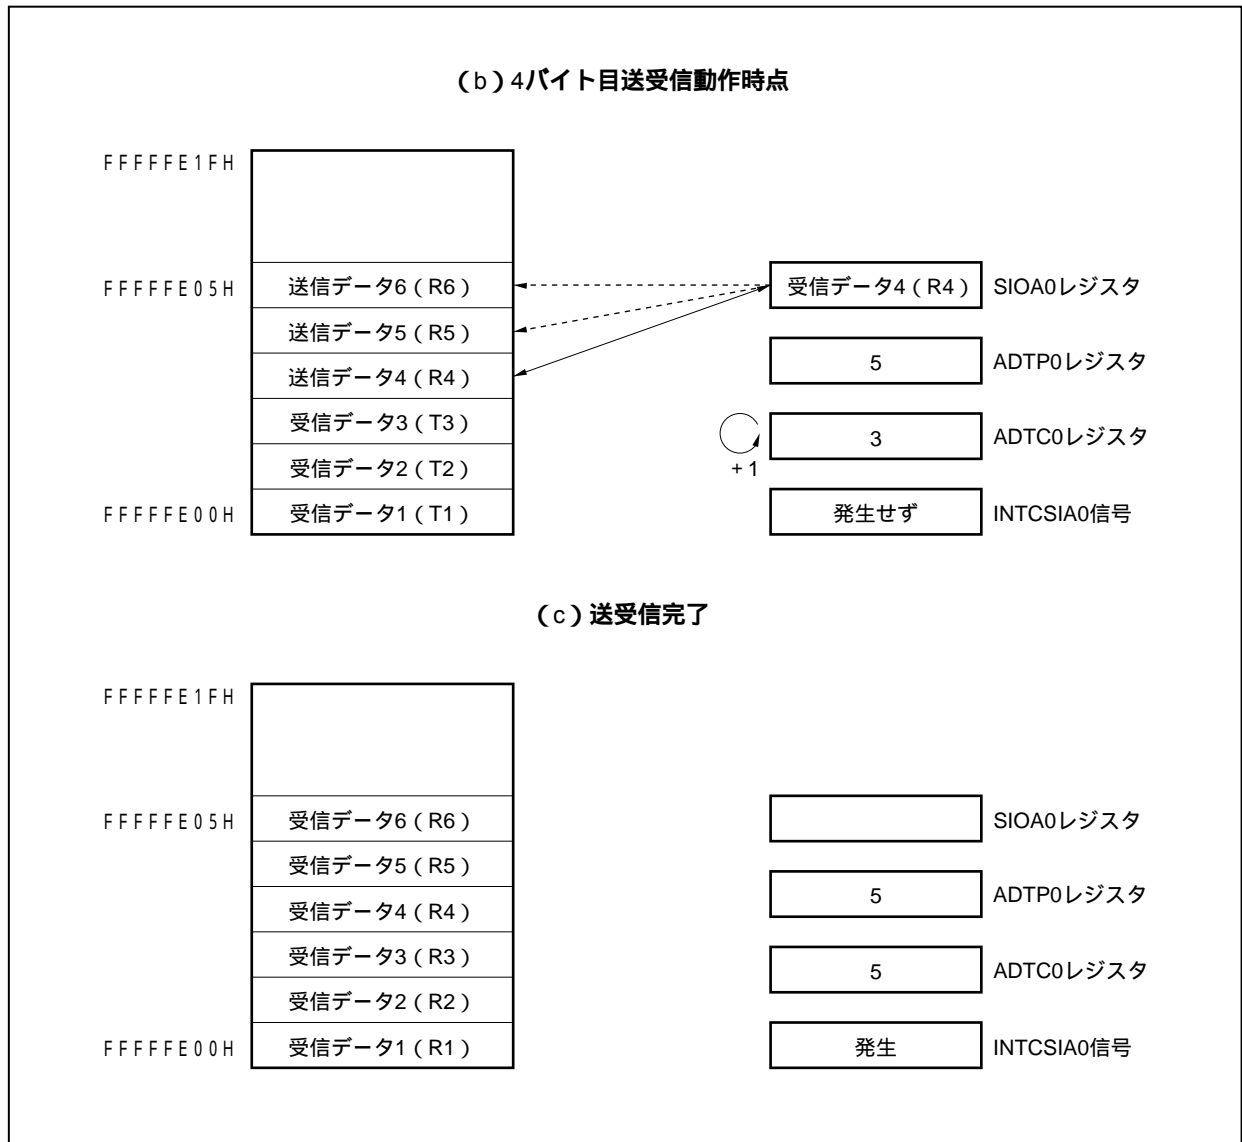 （b）4バイト目送受信動作時点
FFFFFE1FH
FFFFFE05H 送信データ6（R6） 受信データ4（R4） SIOA0レジスタ
送信データ5（R5）
送信データ4（R4） 5 ADTP0レジスタ
受信データ3（T3） 3 ADTC0レジスタ
受信データ2（T2） +1
FFFFFE00H 受信データ1（T1） 発生せず INTCSIA0信号
（c）送受信完了
FFFFFE1FH
FFFFFE05H 受信データ6（R6） SIOA0レジスタ
受信データ5（R5）
受信データ4（R4） 5 ADTP0レジスタ
受信データ3（R3） 5 ADTC0レジスタ
受信データ2（R2）
FFFFFE00H 受信データ1（R1） 発生 INTCSIA0信号